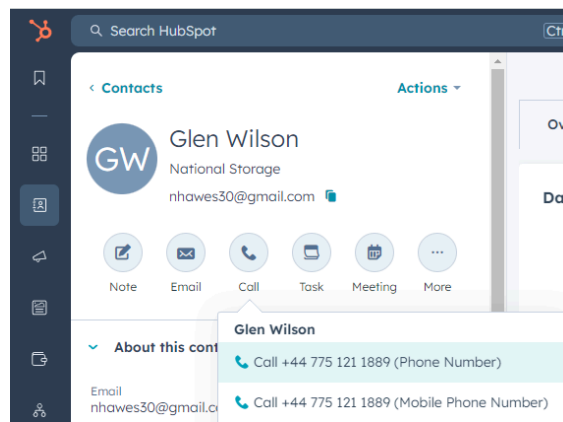 Search HubSpot
Contacts
Actions
Glen Wilson
GW
National Storage
nhawes30@gmail.com
Note
Email
Call
Task
Meeting
More
Glen Wilson
Call +44 775 121 1889 (Phone Number)
Call +44 775 121 1889 (Mobile Phone Number)
About this cont
Email
nhawes30@gmail.c
Ov
Da